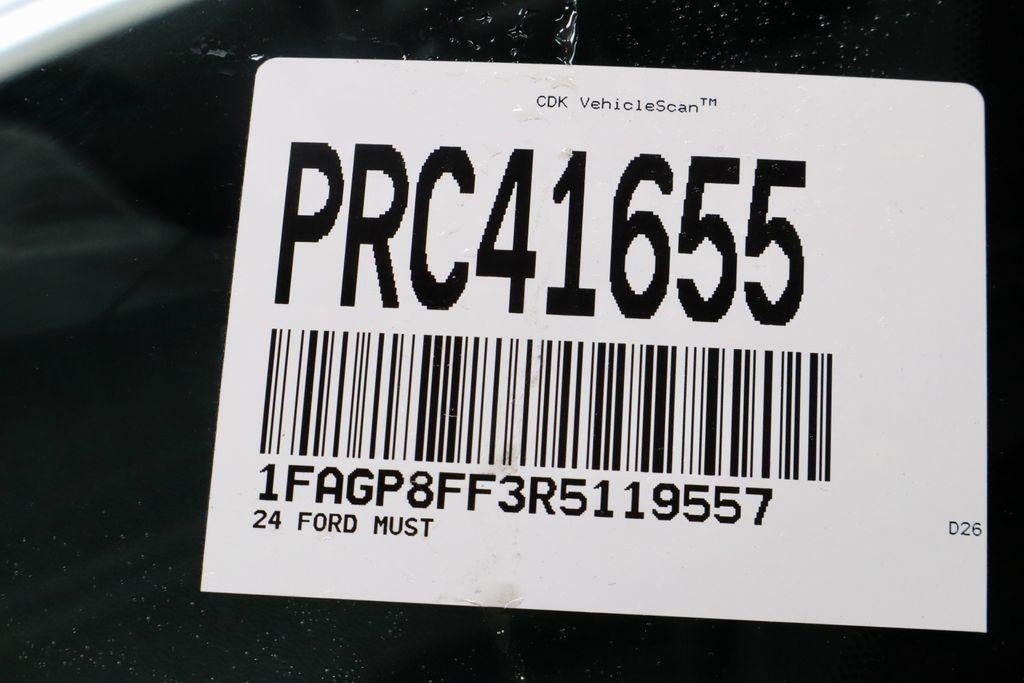 CDK VehicleScan™
PRC41655
1FAGP8FF3R5119557
24 FORD MUST
D26